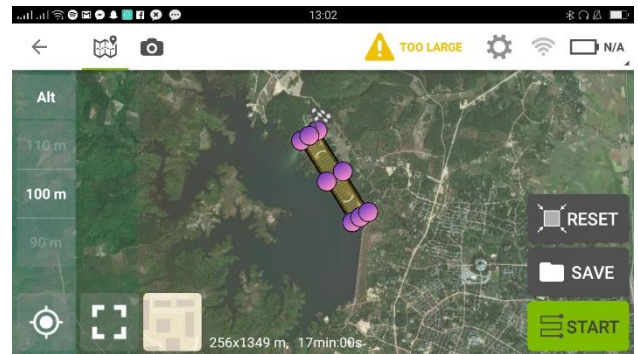 13:02
TOO LARGE
N/A
Alt
110 m
100 m
90 m
RESET
SAVE
START
256x1349 m, 17min:00s